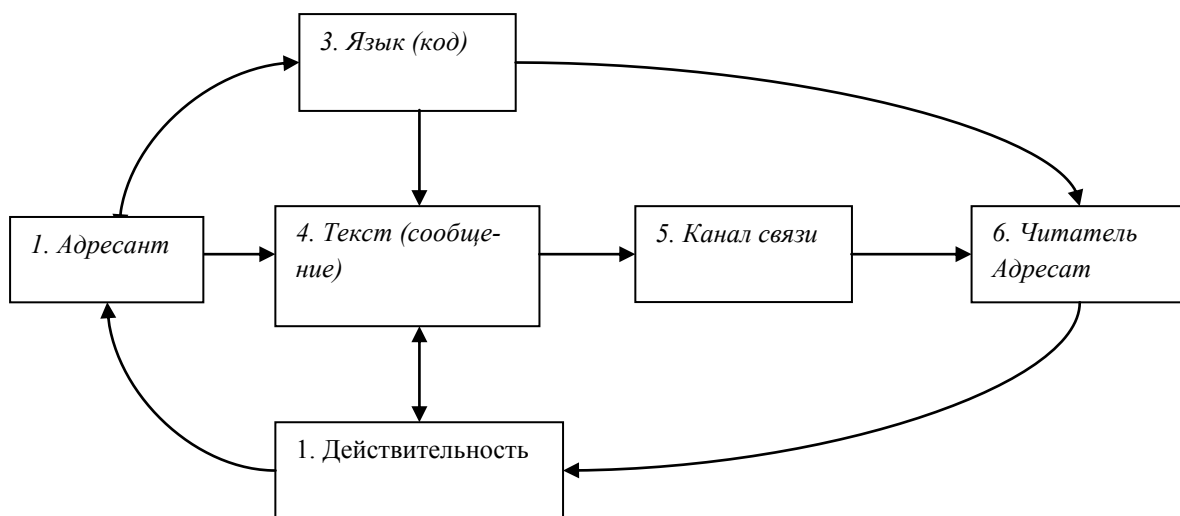 3. Язык (код)
1. Адресант
4. Текст (сообще-
ние)
5. Канал связи
6. Читатель
Адресат
1. Действительность